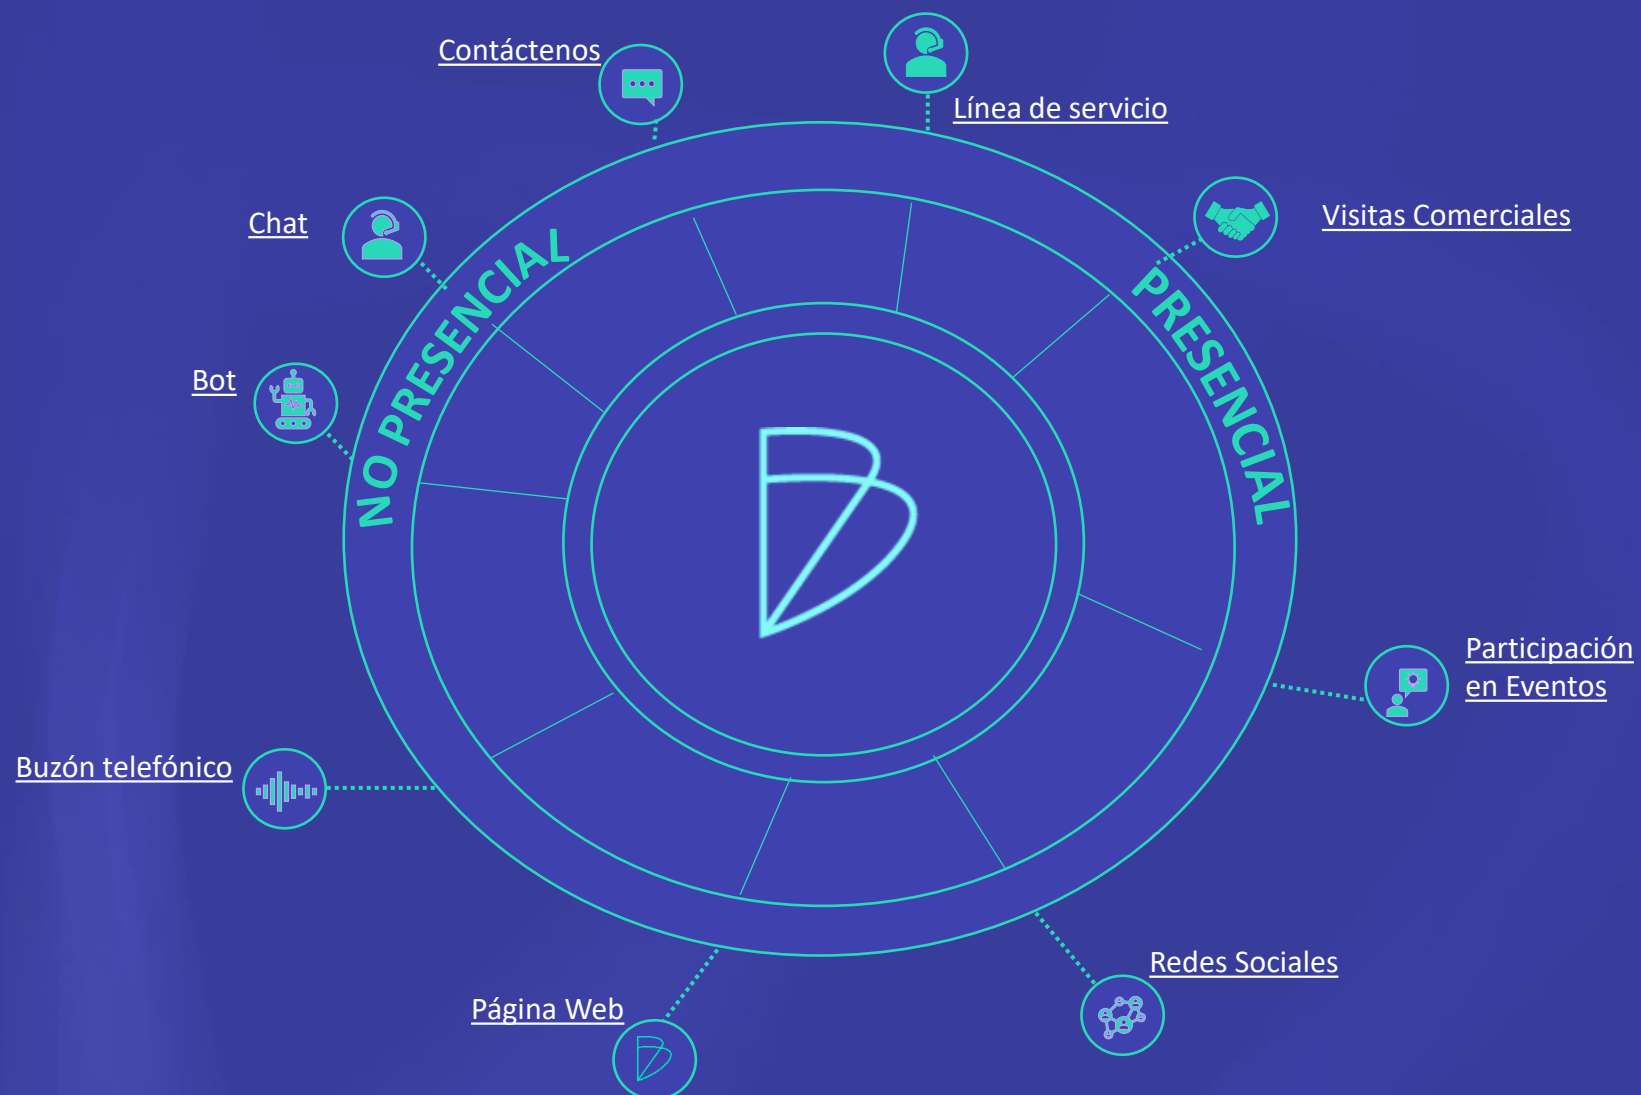 Contáctenos
Línea de servicio
Chat
Visitas Comerciales
NO PRESENCIAL
PRESENCIAL
Bot
Participación
en Eventos
Buzón telefónico
Redes Sociales
Página Web